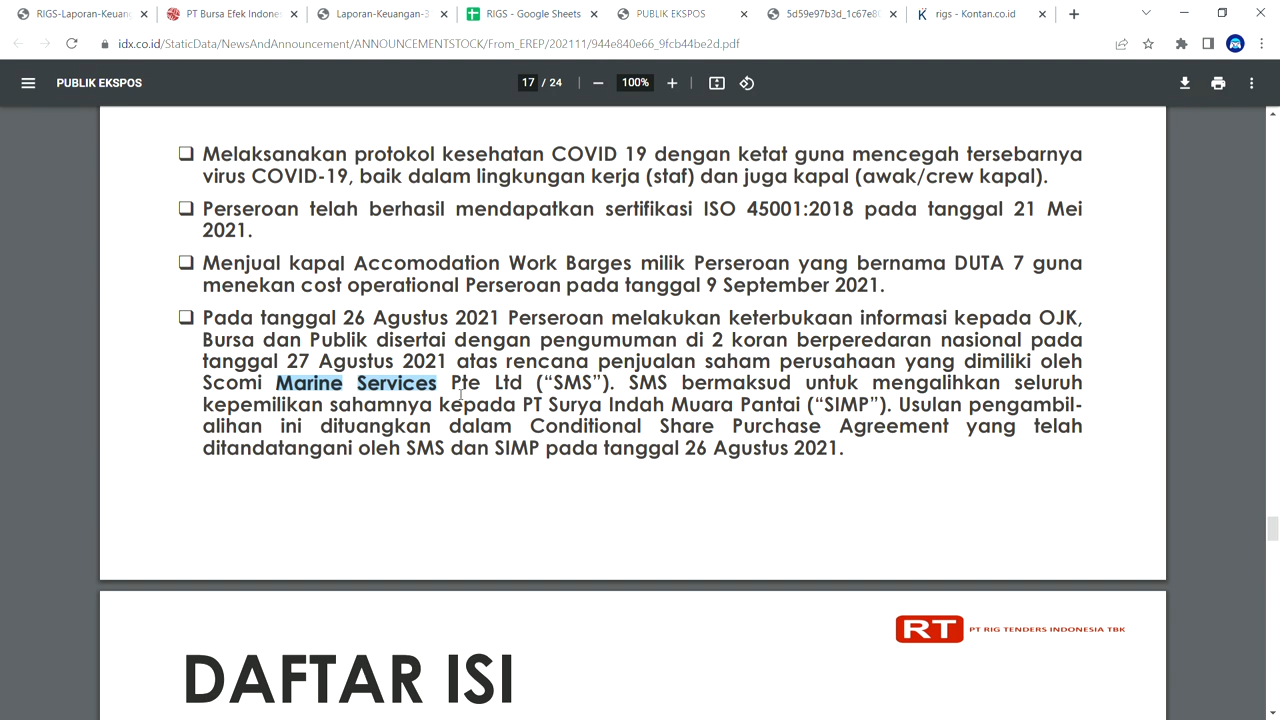 RIGS-Laporan-Keuang
PT Bursa Efek Indones
Laporan-Keuangan-3
RIGS - Google Sheets
PUBLIK EKSPOS
5d59e97b3d_1c67e80
rigs - Kontan.co.id
idx.co.id/StaticData/NewsAndAnnouncement/ANNOUNCEMENTSTOCK/From_EREP/202111/944e840e66_9fcb44be2d.pdf
PUBLIK EKSPOS
17 / 24
100%
Melaksanakan protokol kesehatan COVID 19 dengan ketat guna mencegah tersebarnya
virus COVID-19, baik dalam lingkungan kerja (staf) dan juga kapal (awak/crew kapal).
Perseroan telah berhasil mendapatkan sertifikasi ISO 45001:2018 pada tanggal 21 Mei
2021.
Menjual kapal Accomodation Work Barges milik Perseroan yang bernama DUTA 7 guna
menekan cost operational Perseroan pada tanggal 9 September 2021.
Pada tanggal 26 Agustus 2021 Perseroan melakukan keterbukaan informasi kepada OJK,
Bursa dan Publik disertai dengan pengumuman di 2 koran berperedaran nasional pada
tanggal 27 Agustus 2021 atas rencana penjualan saham perusahaan yang dimiliki oleh
Scomi Marine Services Pte Ltd (“SMS”). SMS bermaksud untuk mengalihkan seluruh
kepemilikan sahamnya kepada PT Surya Indah Muara Pantai (“SIMP”). Usulan pengambil-
alihan ini dituangkan dalam Conditional Share Purchase Agreement yang telah
ditandatangani oleh SMS dan SIMP pada tanggal 26 Agustus 2021.
RT PT RIG TENDERS INDONESIA TBK
DAFTAR ISI